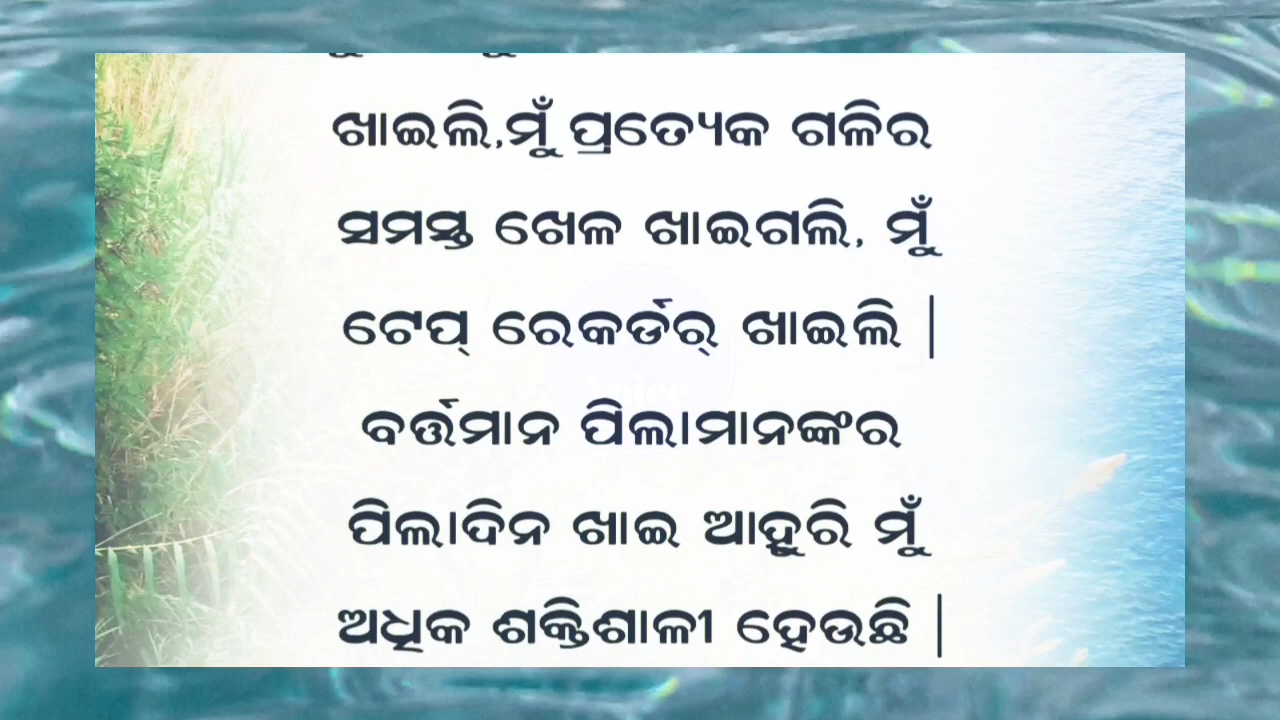 ଖାଇଲି,ମୁଁ ପ୍ରତ୍ୟେକ ଗଳିର
ସମସ୍ତ ଖେଳ ଖାଇଗଲି, ମୁଁ
ଟେପ୍ ରେକର୍ଡର୍ ଖାଇଲି |
ବର୍ତ୍ତମାନ ପିଲାମାନଙ୍କର
ପିଲାଦିନ ଖାଇ ଆହୁରି ମୁଁ
ଅଧିକ ଶକ୍ତିଶାଳୀ ହେଉଛି |